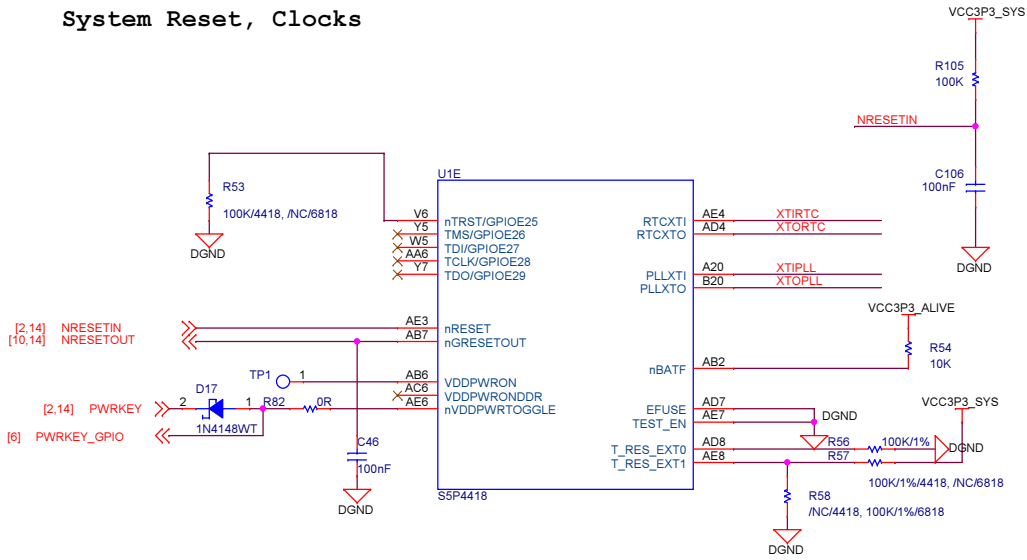 System Reset, Clocks
VCC3P3_SYS
R105
100K
NRESETIN
C106
100nF
DGND
R53
100K/4418, /NC/6818
DGND
U1E
V6 nTRST/GPIOE25
Y5 TMS/GPIOE26
W5 TDI/GPIOE27
AA6 TCLK/GPIOE28
Y7 TDO/GPIOE29
RTCXTI AE4 XTIRTC
RTCXTO AD4 XTORTC
PLLXTI A20 XTIPLL
PLLXTO B20 XTOPLL
[2,14] NRESETIN AE3 nRESET
[10,14] NRESETOUT AB7 nGRESETOUT
VCC3P3_ALIVE
R54
10K
nBATF AB2
TP1 1 AB6 VDDPWRON
AC6 VDDPWRONDDR
D17
[2,14] PWRKEY 2 1 R82 0R AE6 nVDDPWRTOGGLE
1N4148WT
[6] PWRKEY_GPIO
C46
100nF
DGND
EFUSE AD7
TEST_EN AE7 DGND
VCC3P3_SYS
T_RES_EXT0 AD8 R56 100K/1% DGND
T_RES_EXT1 AE8 R57
100K/1%/4418, /NC/6818
R58
/NC/4418, 100K/1%/6818
DGND
S5P4418